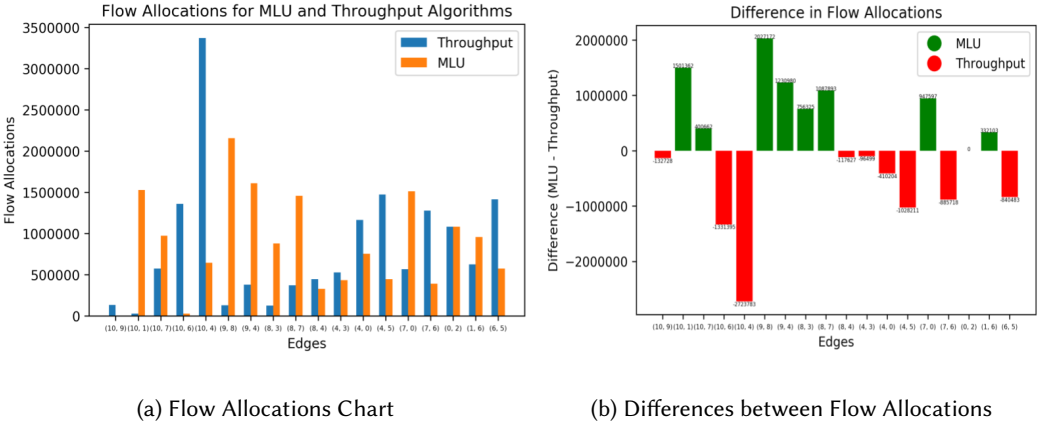 Flow Allocations for MLU and Throughput Algorithms
3500000
3000000
2500000
2000000
1500000
1000000
500000
0
Flow Allocations
Throughput
MLU
(10, 9) (10, 1) (10, 7) (10, 6) (10, 4) (9, 8) (9, 4) (8, 3) (8, 7) (8, 4) (4, 3) (4, 0) (4, 5) (7, 0) (7, 6) (0, 2) (1, 6) (6, 5)
Edges
(a) Flow Allocations Chart
Difference in Flow Allocations
2000000
1000000
0
−1000000
−2000000
Difference (MLU - Throughput)
MLU
Throughput
-132728
1501362
-1331395
-2723783
1230980
756325
1087893
-117627
-96499
-410204
-1028211
947597
-885718
0
332103
-840483
(10, 9) (10, 1) (10, 7) (10, 6) (10, 4) (9, 8) (9, 4) (8, 3) (8, 7) (8, 4) (4, 3) (4, 0) (4, 5) (7, 0) (7, 6) (0, 2) (1, 6) (6, 5)
Edges
(b) Differences between Flow Allocations